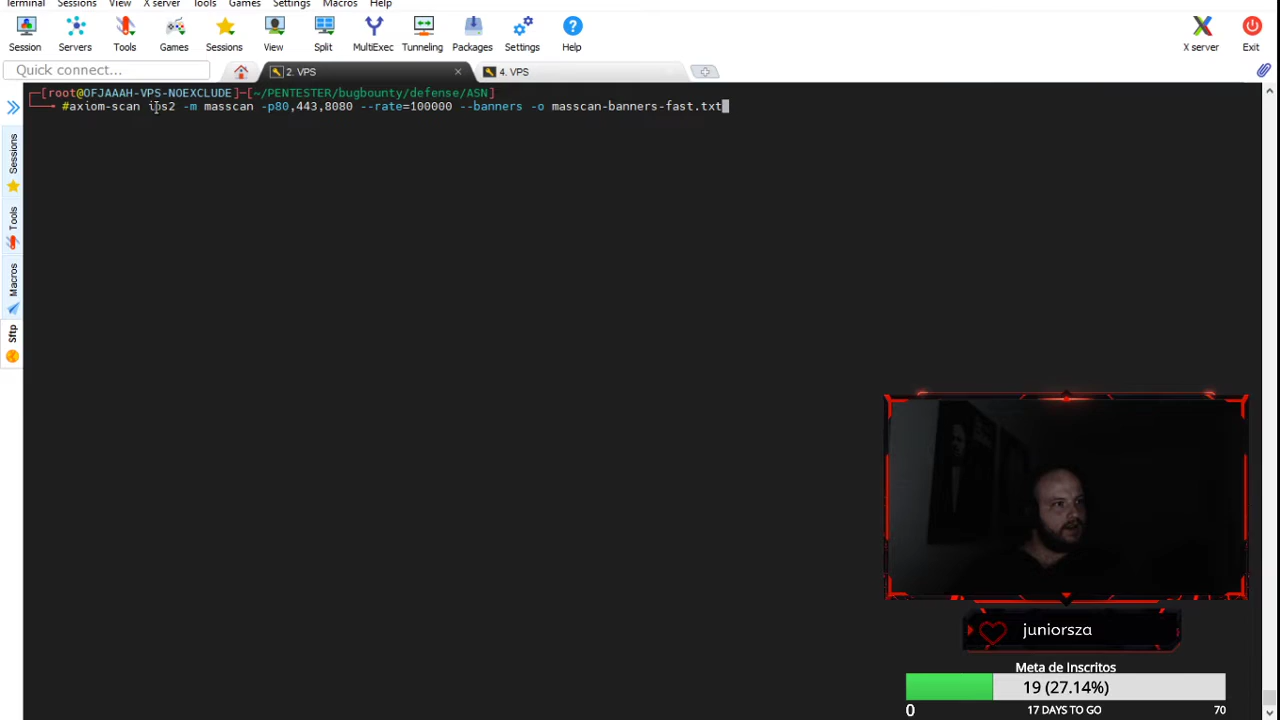 Terminal Sessions View X server Tools Games Settings Macros Help
Session Servers Tools Games Sessions View Split MultiExec Tunneling Packages Settings Help X server Exit
Quick connect... 2. VPS 4. VPS
[root@OFJAAAH-VPS-NOEXCLUDE]-[~/PENTESTER/bugbounty/defense/ASN]
#axiom-scan ips2 -m masscan -p80,443,8080 --rate=100000 --banners -o masscan-banners-fast.txt
Sessions
Tools
Macros
Sftp
juniorsza
Meta de Inscritos
19 (27.14%)
0 17 DAYS TO GO 70